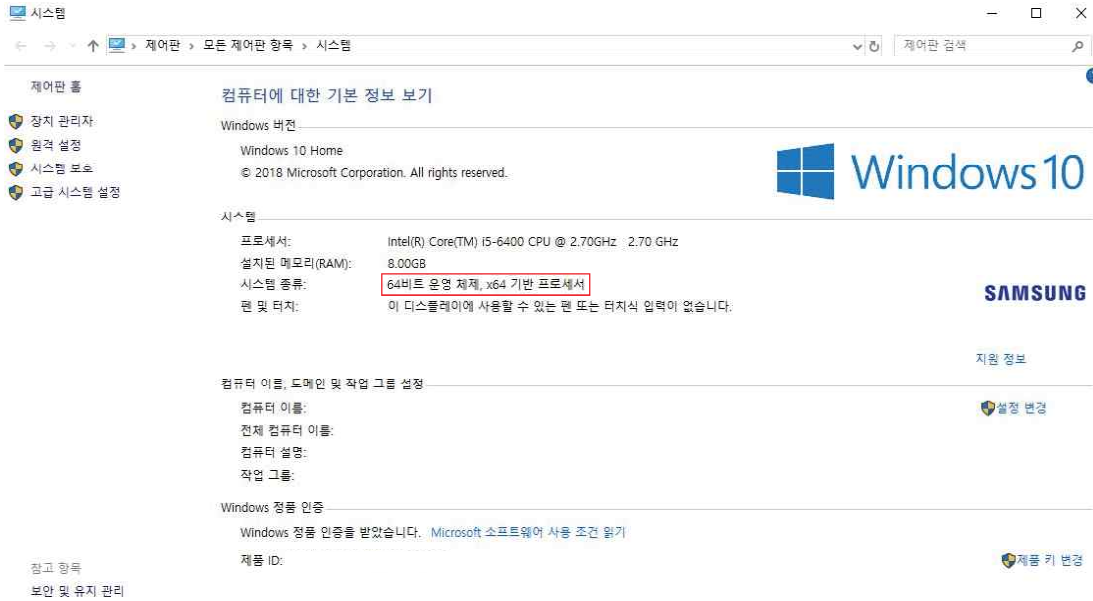 시스템
제어판 › 모든 제어판 항목 › 시스템
제어판 검색
제어판 홈
장치 관리자
원격 설정
시스템 보호
고급 시스템 설정
컴퓨터에 대한 기본 정보 보기
Windows 버전
Windows 10 Home
© 2018 Microsoft Corporation. All rights reserved.
Windows 10
시스템
프로세서: Intel(R) Core(TM) i5-6400 CPU @ 2.70GHz 2.70 GHz
설치된 메모리(RAM): 8.00GB
시스템 종류: 64비트 운영 체제, x64 기반 프로세서
펜 및 터치: 이 디스플레이에 사용할 수 있는 펜 또는 터치식 입력이 없습니다.
SAMSUNG
지원 정보
컴퓨터 이름, 도메인 및 작업 그룹 설정
컴퓨터 이름:
설정 변경
전체 컴퓨터 이름:
컴퓨터 설명:
작업 그룹:
Windows 정품 인증
Windows 정품 인증을 받았습니다. Microsoft 소프트웨어 사용 조건 읽기
제품 ID:
제품 키 변경
참고 항목
보안 및 유지 관리